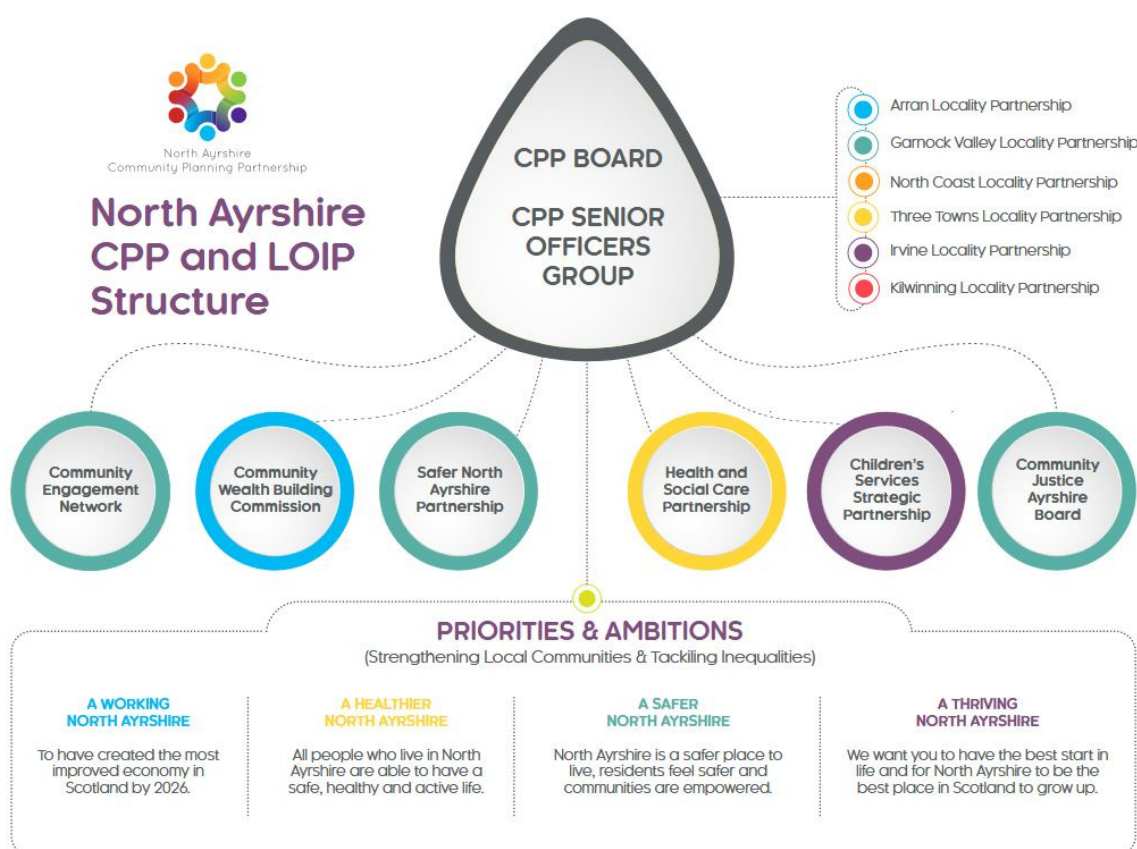 North Ayrshire
Community Planning Partnership
North Ayrshire
CPP and LOIP
Structure
CPP BOARD
CPP SENIOR
OFFICERS
GROUP
Arran Locality Partnership
Garnock Valley Locality Partnership
North Coast Locality Partnership
Three Towns Locality Partnership
Irvine Locality Partnership
Kilwinning Locality Partnership
Community
Engagement
Network
Community
Wealth Building
Commission
Safer North
Ayrshire
Partnership
Health and
Social Care
Partnership
Children's
Services
Strategic
Partnership
Community
Justice
Ayrshire
Board
PRIORITIES & AMBITIONS
(Strengthening Local Communities & Tackiling Inequalities)
A WORKING
NORTH AYRSHIRE
To have created the most
improved economy in
Scotland by 2026.
A HEALTHIER
NORTH AYRSHIRE
All people who live in North
Ayrshire are able to have a
safe, healthy and active life.
A SAFER
NORTH AYRSHIRE
North Ayrshire is a safer place to
live, residents feel safer and
communities are empowered.
A THRIVING
NORTH AYRSHIRE
We want you to have the best start in
life and for North Ayrshire to be the
best place in Scotland to grow up.